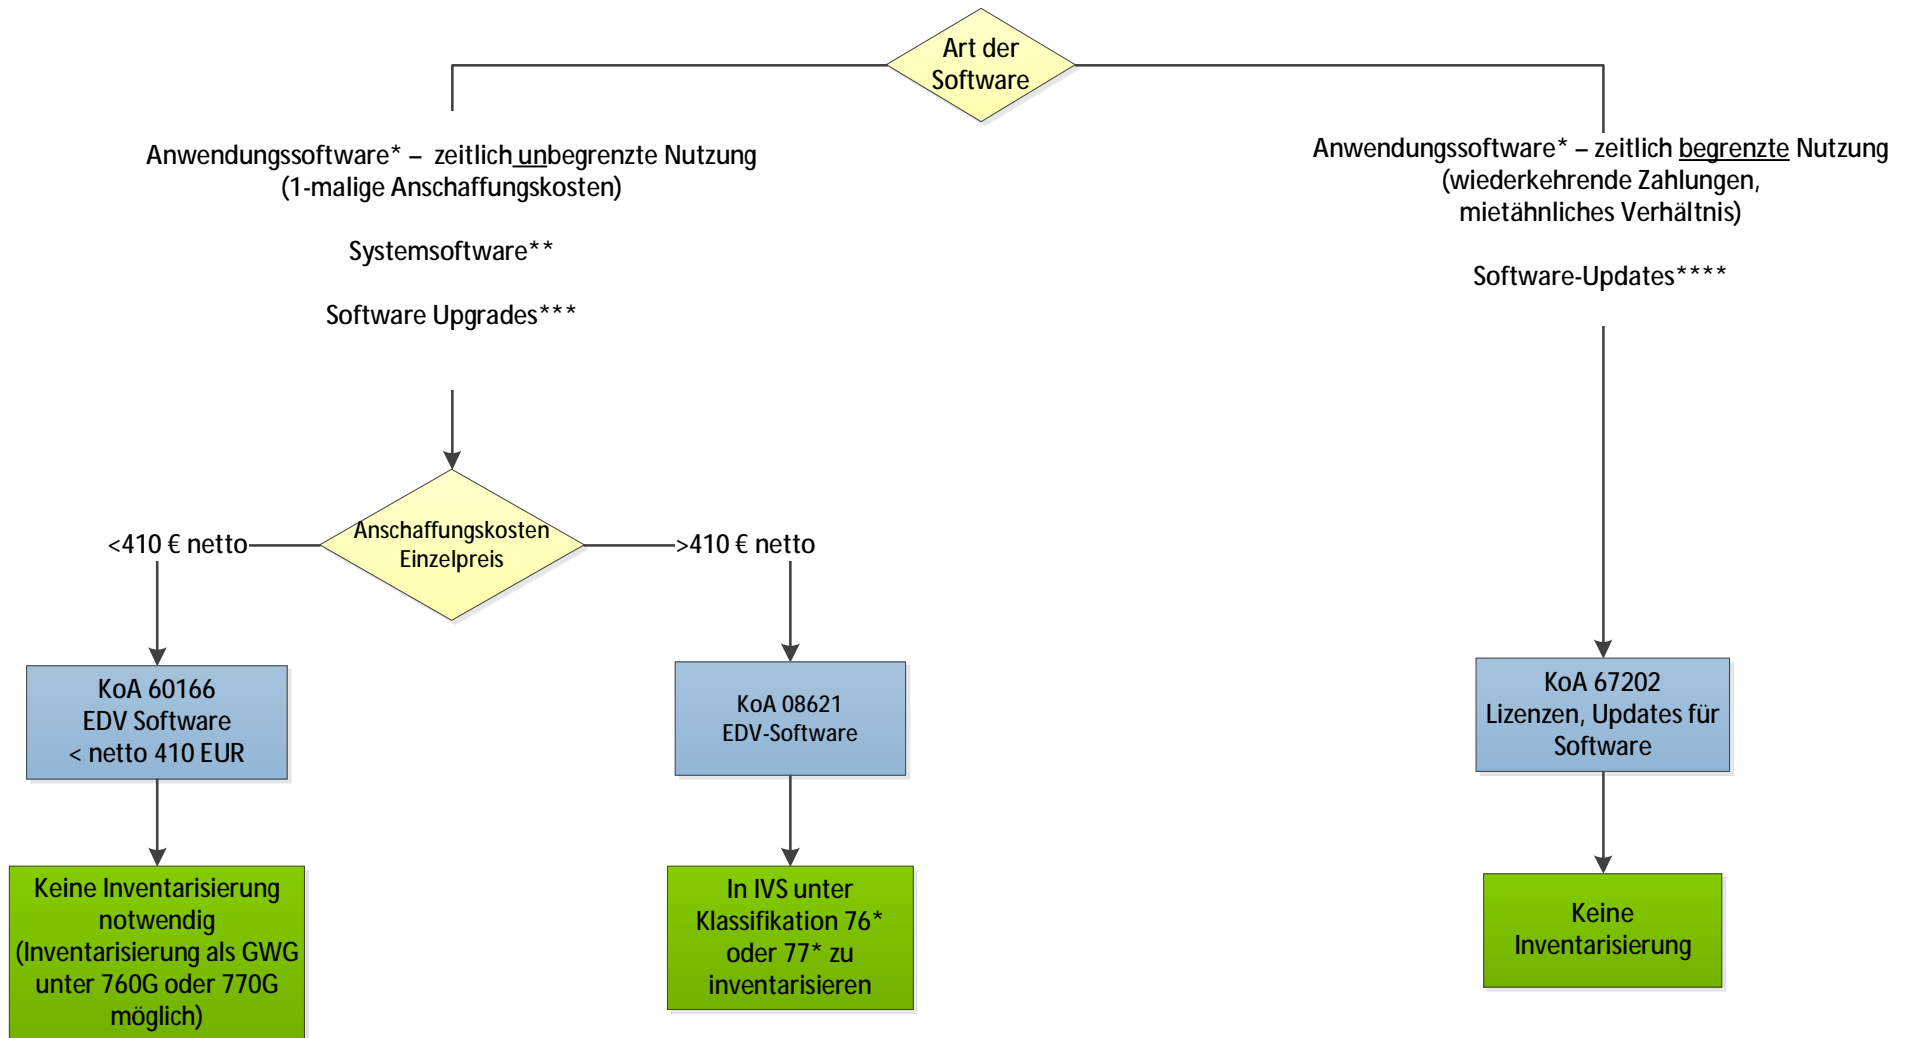 Art der
Software
Anwendungssoftware* – zeitlich unbegrenzte Nutzung
(1-malige Anschaffungskosten)
Systemsoftware**
Software Upgrades***
Anwendungssoftware* – zeitlich begrenzte Nutzung
(wiederkehrende Zahlungen,
mietähnliches Verhältnis)
Software-Updates****
Anschaffungskosten
Einzelpreis
<410 € netto
>410 € netto
KoA 60166
EDV Software
< netto 410 EUR
KoA 08621
EDV-Software
KoA 67202
Lizenzen, Updates für
Software
Keine Inventarisierung
notwendig
(Inventarisierung als GWG
unter 760G oder 770G
möglich)
In IVS unter
Klassifikation 76*
oder 77* zu
inventarisieren
Keine
Inventarisierung